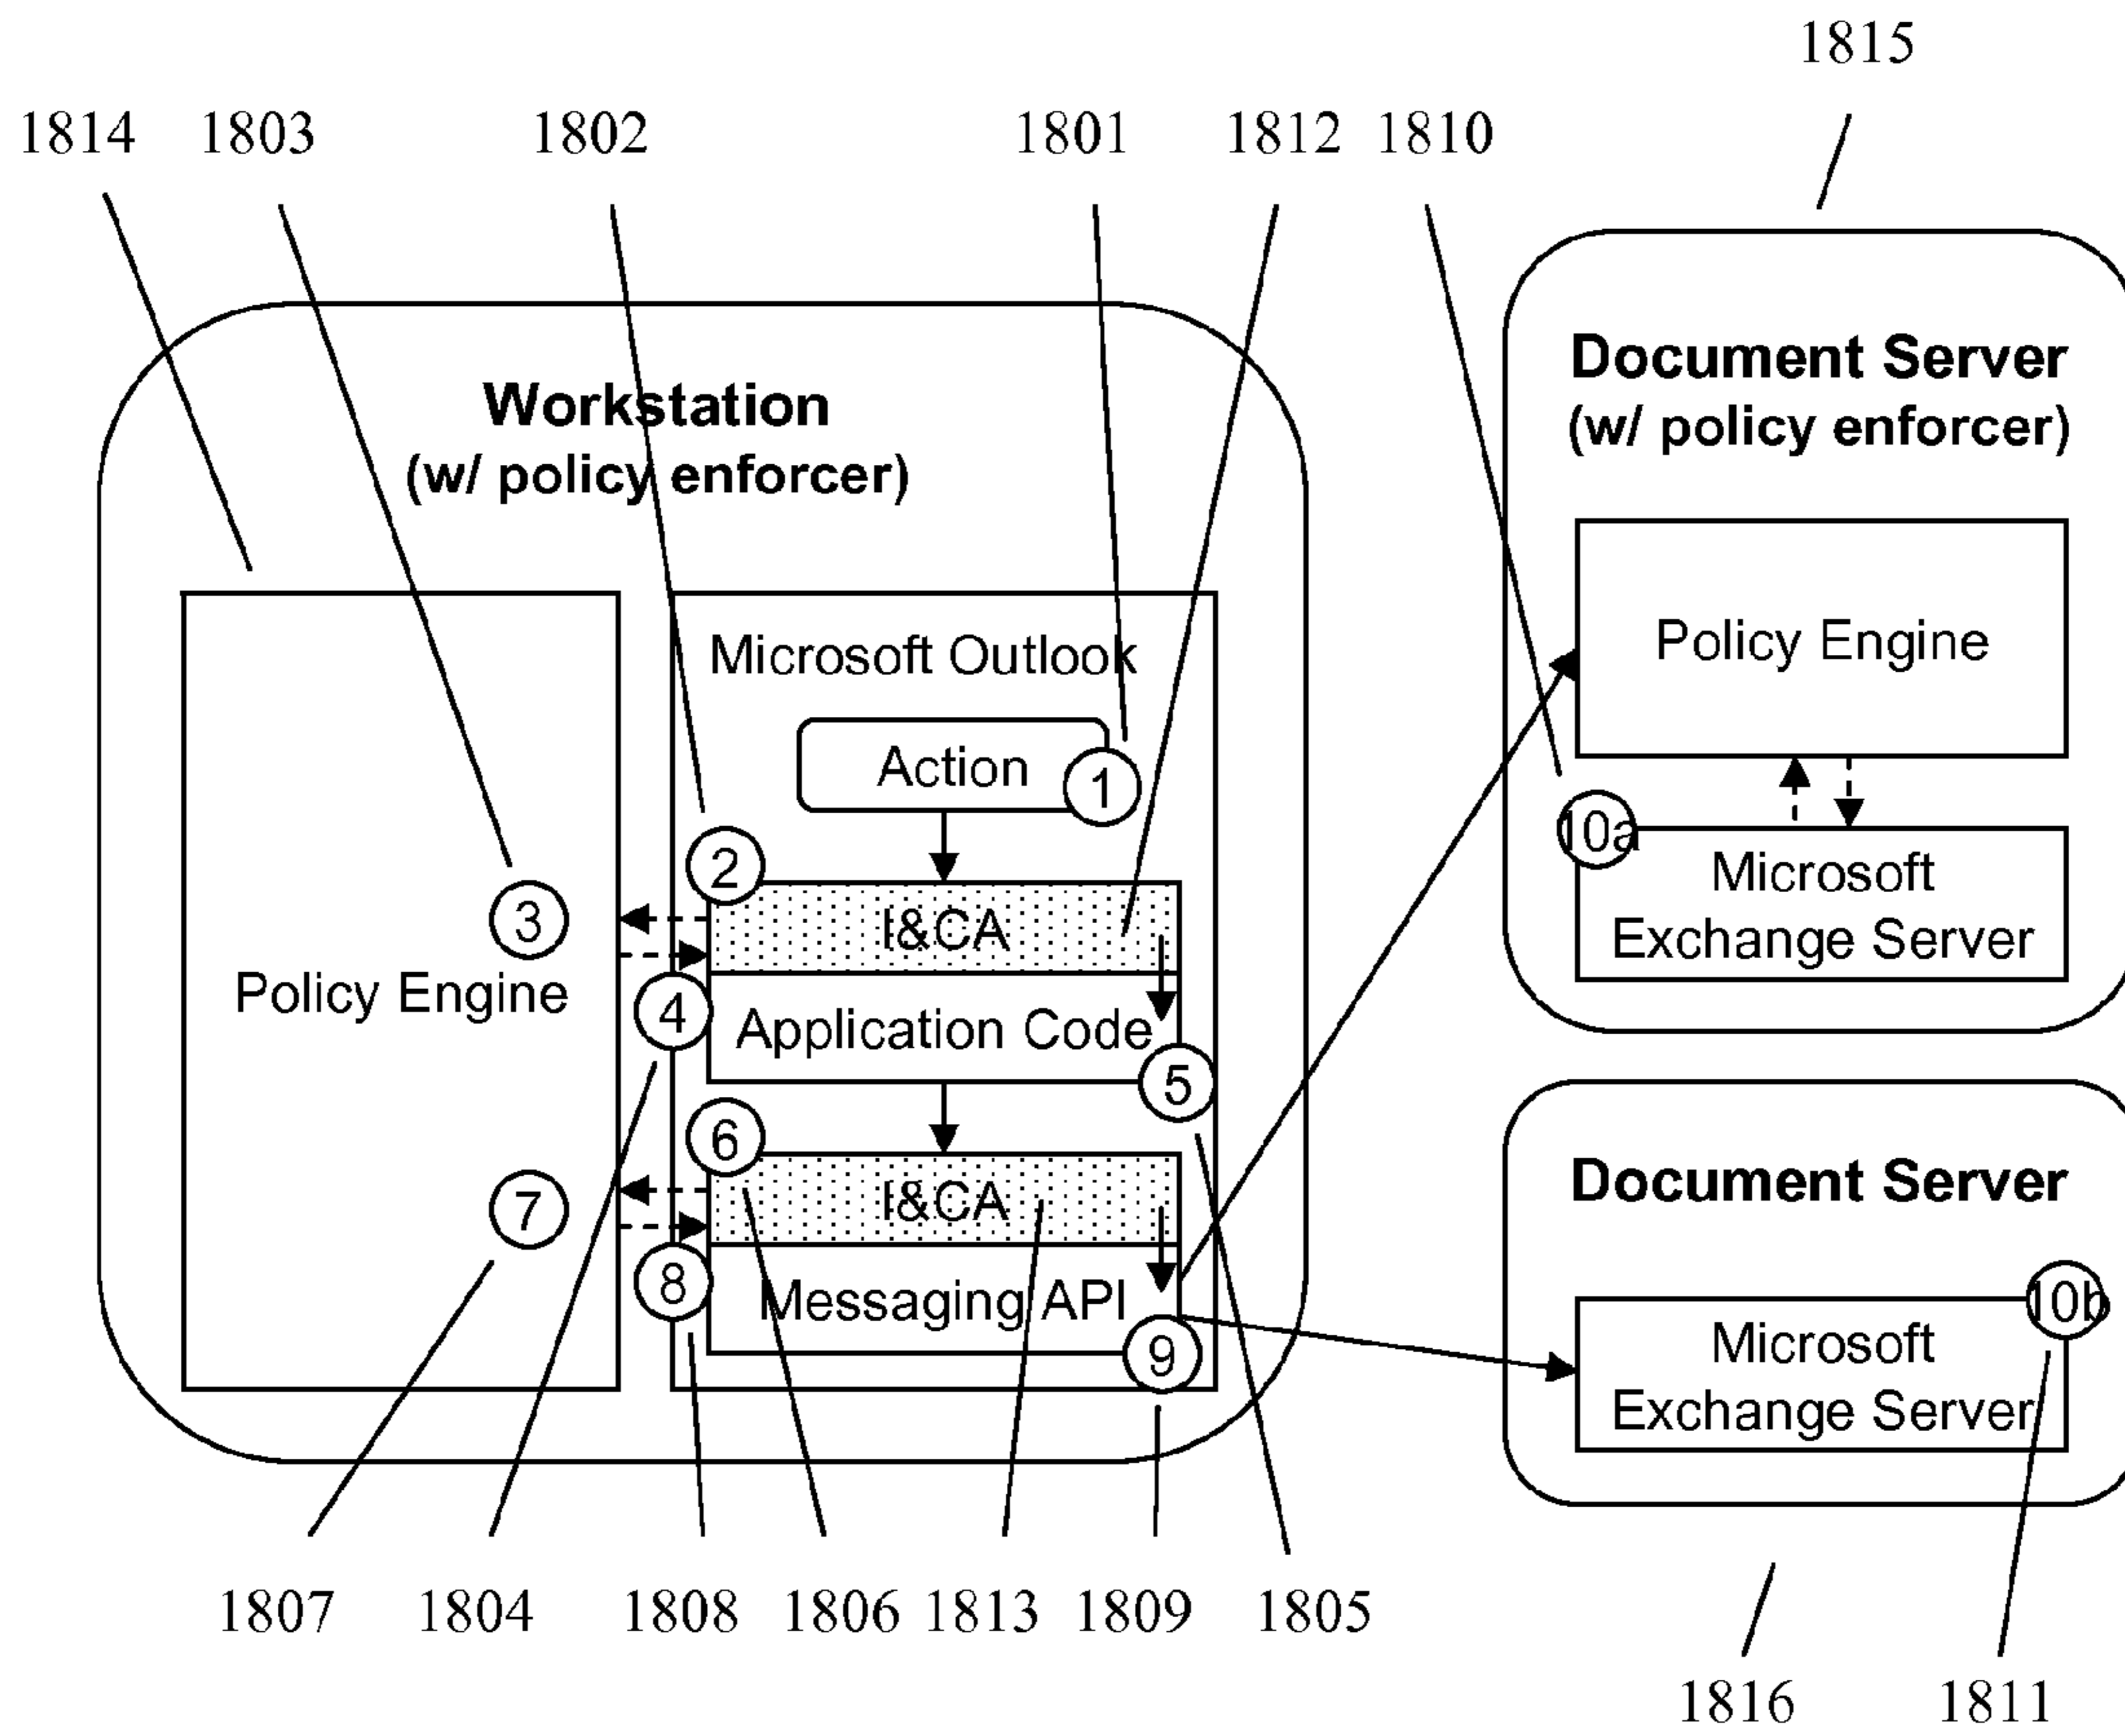 1815
1814 1803 1802 1801 1812 1810
Workstation
(w/ policy enforcer)
Document Server
(w/ policy enforcer)
Policy Engine
Microsoft Outlook
Action
1
10a
2
Microsoft
Exchange Server
3
I&CA
Policy Engine
4
Application Code
5
6
I&CA
7
8
Messaging API
9
Document Server
10b
Microsoft
Exchange Server
1807 1804 1808 1806 1813 1809 1805
1816 1811